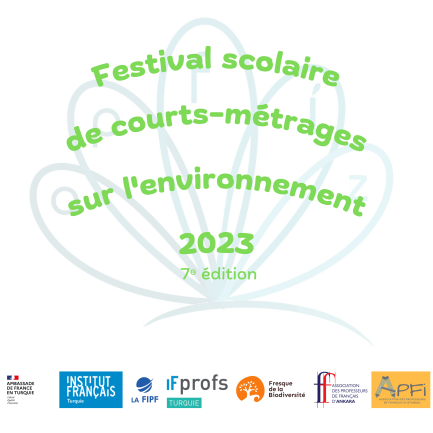 Festival scolaire
de courts-métrages
sur l'environnement
2023
7e édition
AMBASSADE
DE FRANCE
EN TURQUIE
INSTITUT
FRANÇAIS
Turquie
LA FIPF
IFprofs
TURQUIE
Fresque
de la
Biodiversité
ff
ASSOCIATION
DES PROFESSEURS
DE FRANÇAIS
D'ANKARA
APFi